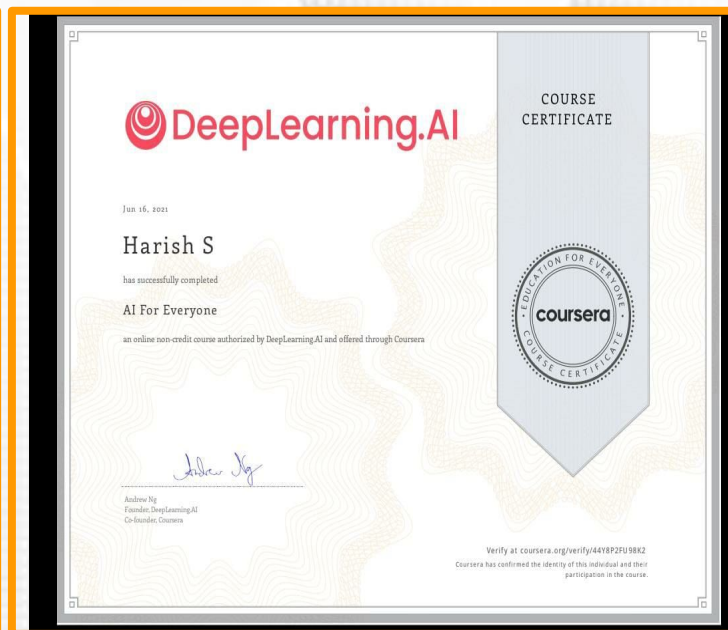 DeepLearning.AI
COURSE
CERTIFICATE
Jun 16, 2021
Harish S
has successfully completed
AI For Everyone
an online non-credit course authorized by DeepLearning.AI and offered through Coursera
EDUCATION FOR EVERYONE
coursera
COURSE CERTIFICATE
Andrew Ng
Andrew Ng
Founder, DeepLearning.AI
Co-founder, Coursera
Verify at coursera.org/verify/44Y8P2FU98K2
Coursera has confirmed the identity of this individual and their
participation in the course.